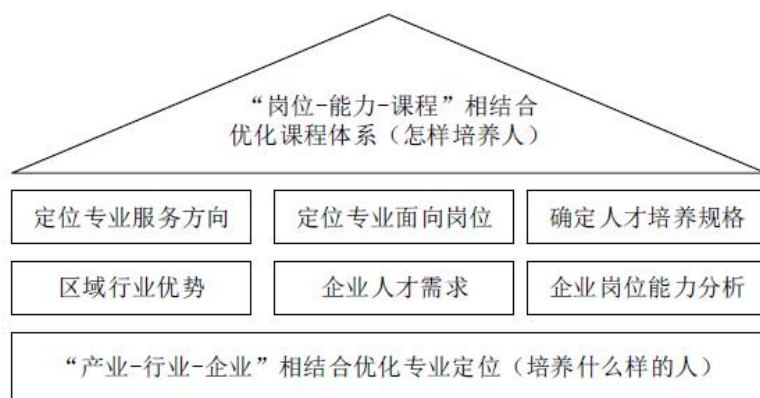 “岗位-能力-课程”相结合
优化课程体系（怎样培养人）
定位专业服务方向
定位专业面向岗位
确定人才培养规格
区域行业优势
企业人才需求
企业岗位能力分析
“产业-行业-企业”相结合优化专业定位（培养什么样的人）